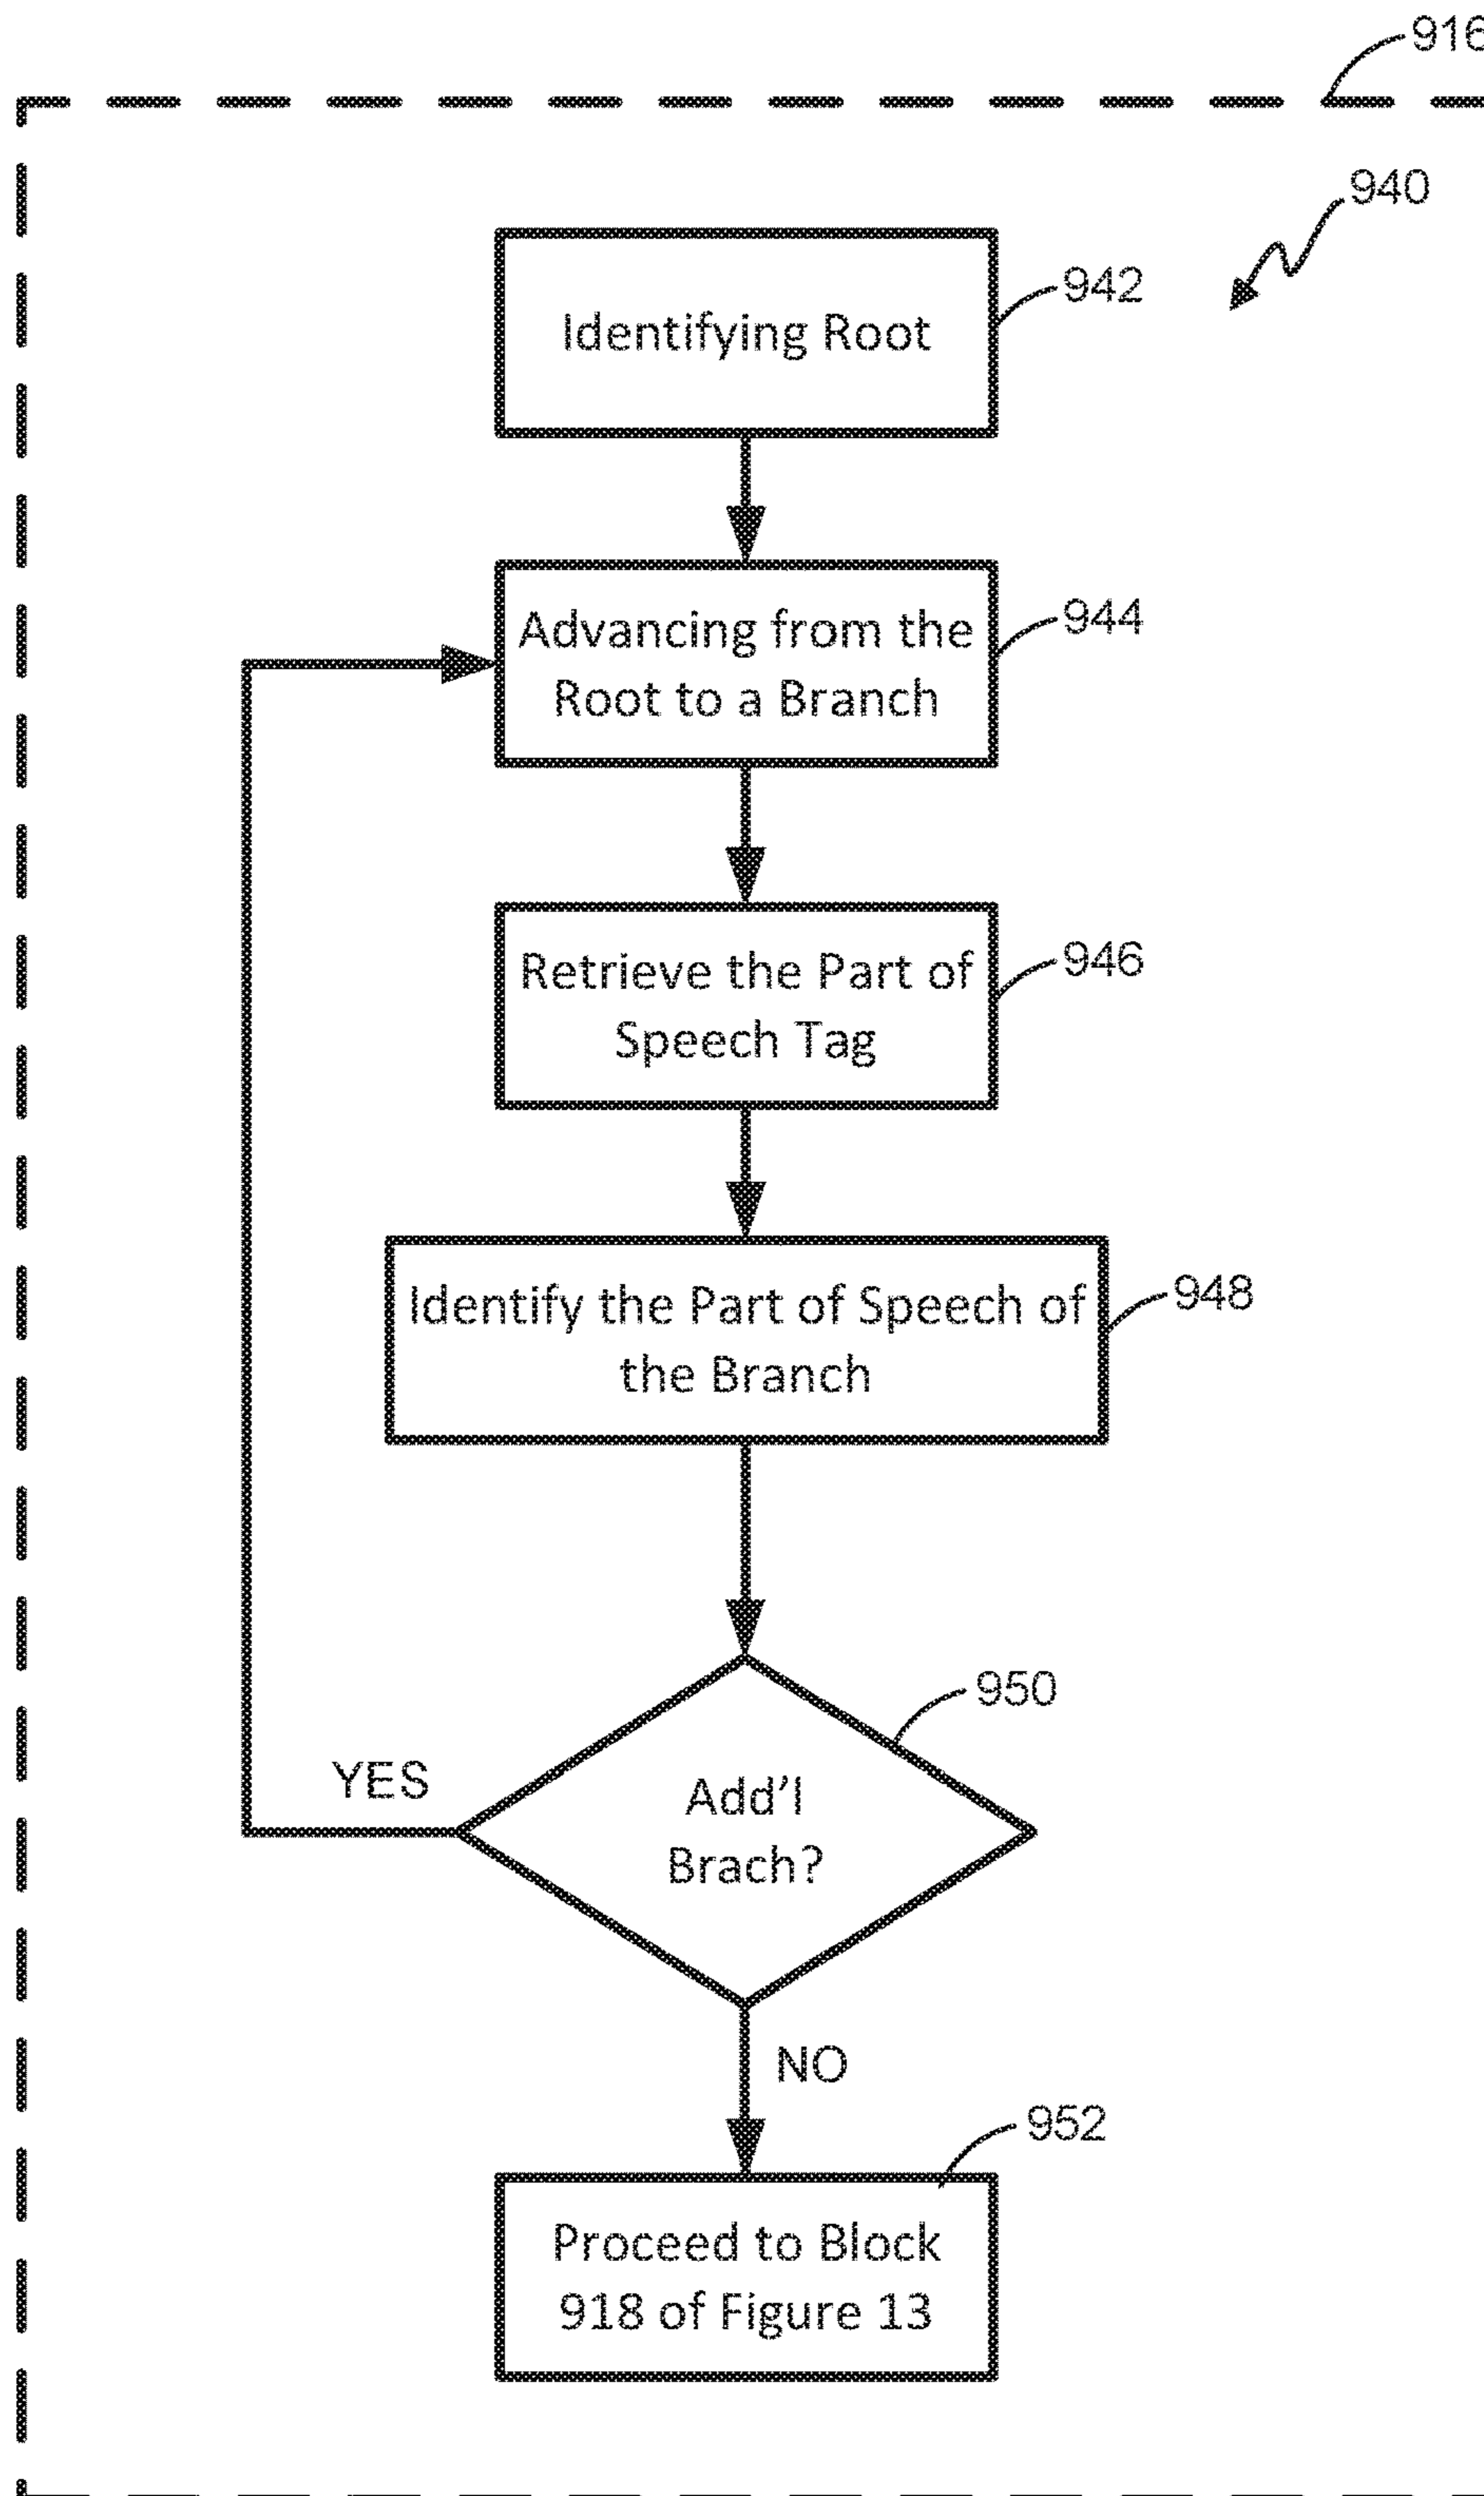 916
940
942
Identifying Root
944
Advancing from the
Root to a Branch
946
Retrieve the Part of
Speech Tag
948
Identify the Part of Speech of
the Branch
950
YES
Add'l
Brach?
NO
952
Proceed to Block
918 of Figure 13